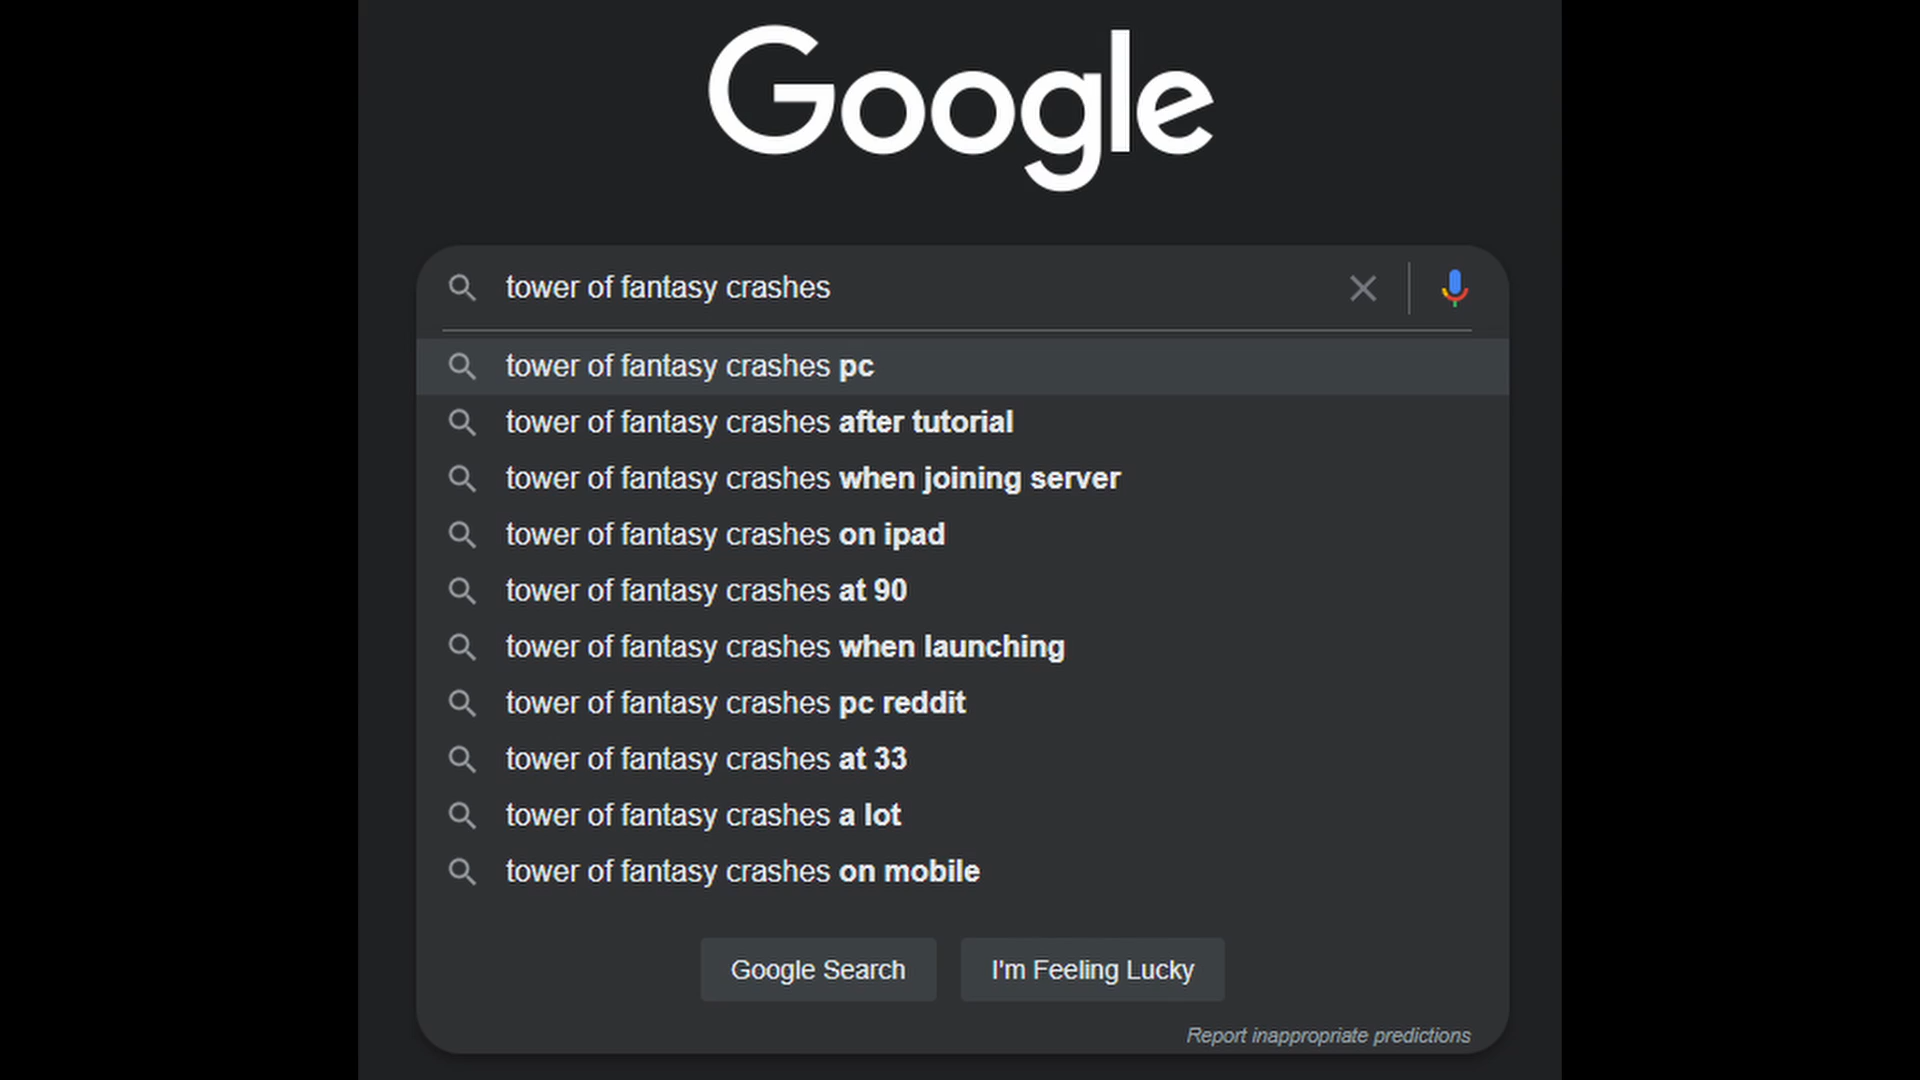 Google
tower of fantasy crashes
tower of fantasy crashes pc
tower of fantasy crashes after tutorial
tower of fantasy crashes when joining server
tower of fantasy crashes on ipad
tower of fantasy crashes at 90
tower of fantasy crashes when launching
tower of fantasy crashes pc reddit
tower of fantasy crashes at 33
tower of fantasy crashes a lot
tower of fantasy crashes on mobile
Google Search
I'm Feeling Lucky
Report inappropriate predictions